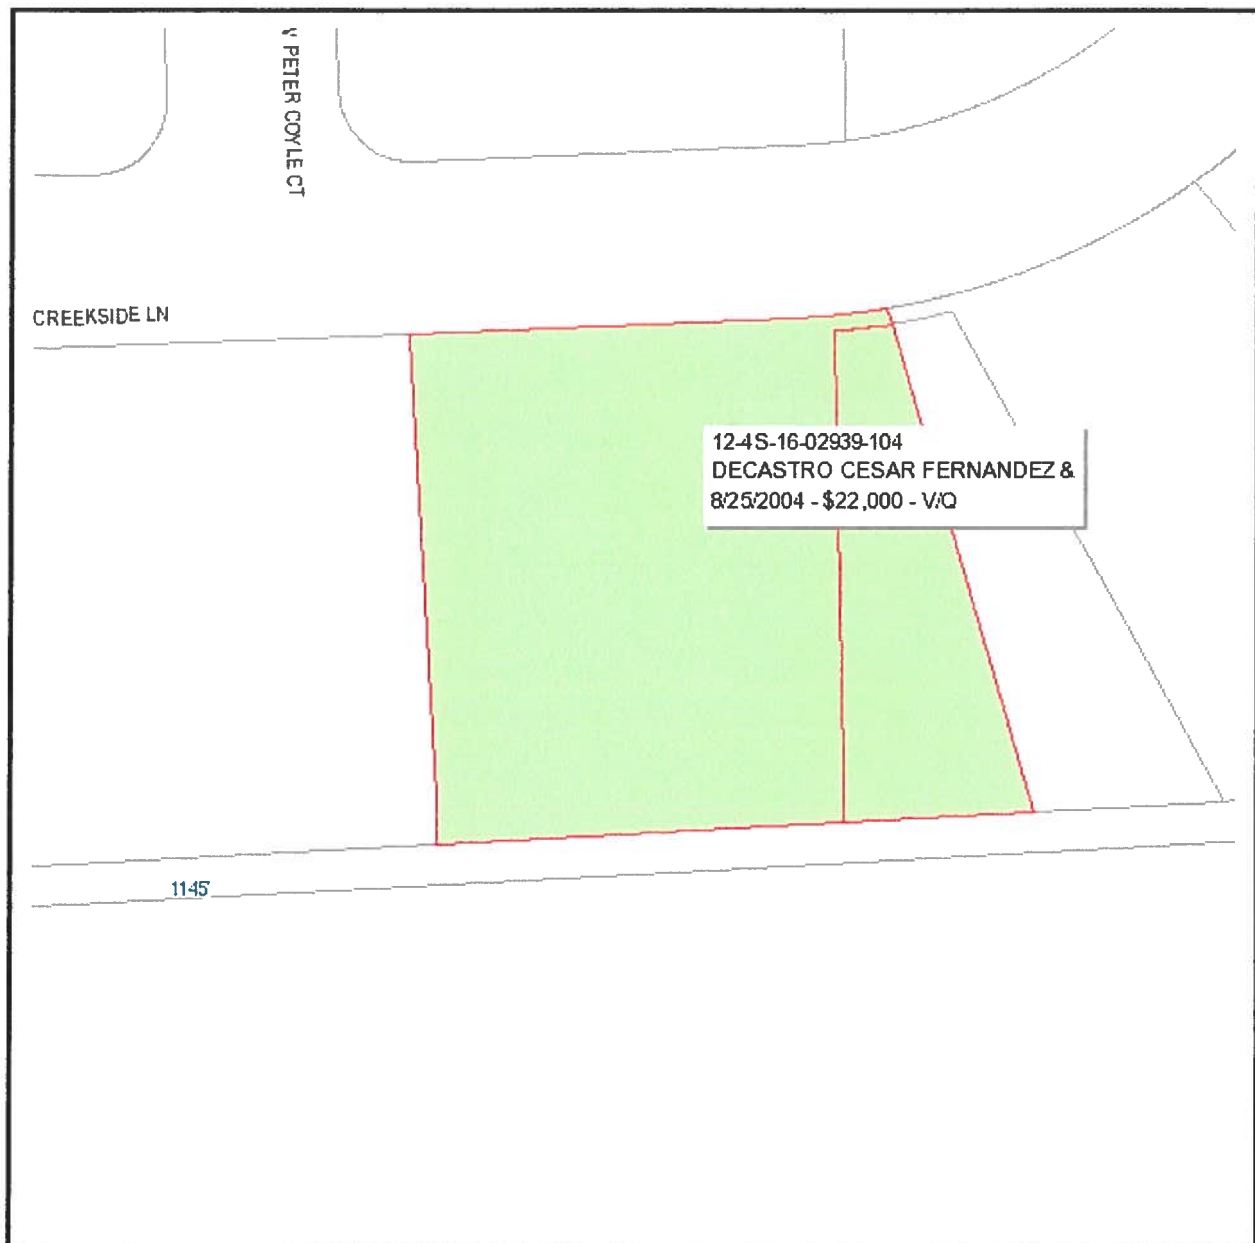 PETER COYLE CT
CREEKSIDE LN
12-4S-16-02939-104
DECASTRO CESAR FERNANDEZ &
8/25/2004 - $22,000 - V/Q
1145'